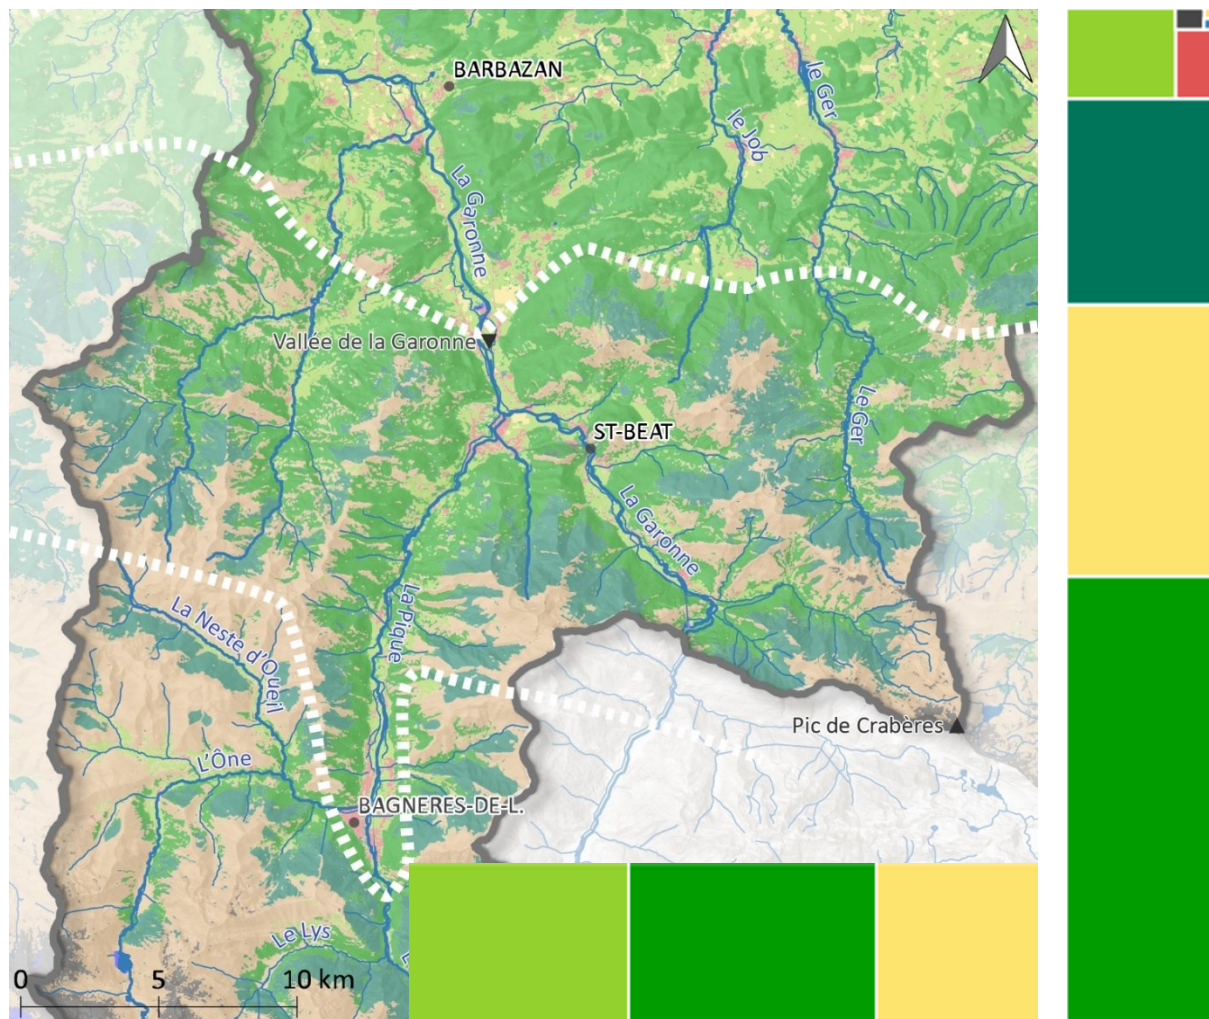 BARBAZAN
le Ger
le Job
La Garonne
Vallée de la Garonne
Le Ger
ST-BEAT
La Garonne
La Pique
La Neste d'Oueil
Pic de Crabères
L'Ône
BAGNERES-DE-L.
Le Lys
0 5 10 km